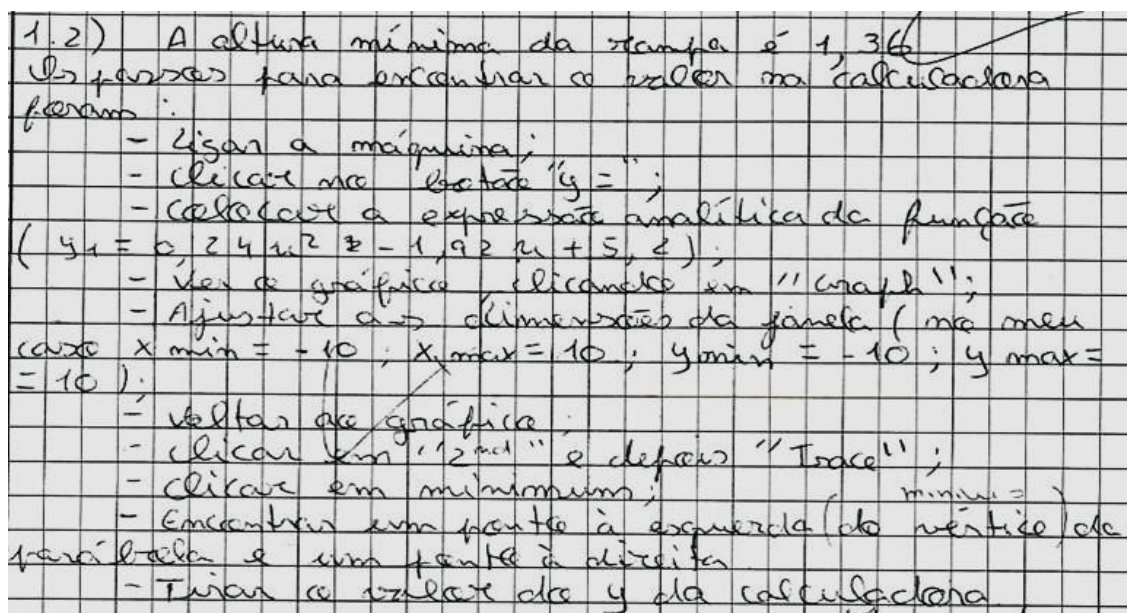 1.2) A altura mínima da rampa é 1,36
Os passos para encontrar o valor na calculadora
foram:
- Ligar a máquina;
- Clicar no botão "y =";
- Colocar a expressão analítica da função
( y1 = 0,24x² - 1,92x + 5,2);
- Ver o gráfico, clicando em "Graph";
- Ajustar as dimensões da janela (no meu
caso x min = -10; x max = 10; y min = -10; y max=
= 10);
- Voltar ao gráfico;
- Clicar em "2nd" e depois "Trace";
- Clicar em minimum;
- Encontrar um ponto à esquerda (do vértice) da
parábola e um ponto à direita
- Tirar o valor do y da calculadora